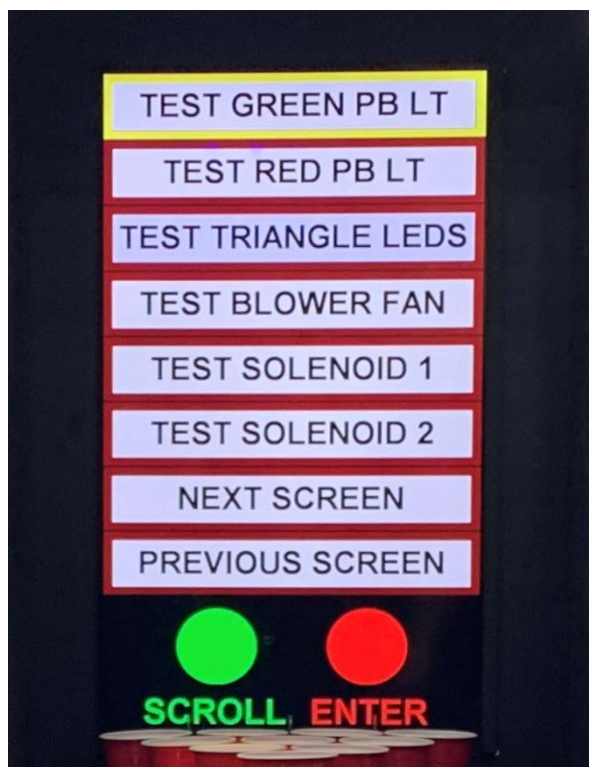 TEST GREEN PB LT
TEST RED PB LT
TEST TRIANGLE LEDS
TEST BLOWER FAN
TEST SOLENOID 1
TEST SOLENOID 2
NEXT SCREEN
PREVIOUS SCREEN
SCROLL ENTER